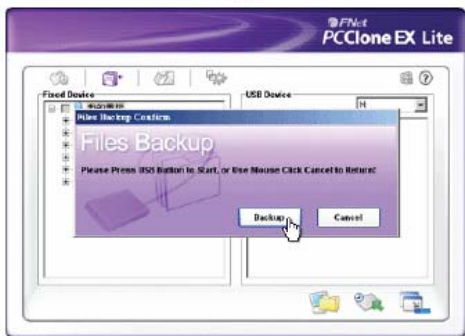 FNet
PCClone EX Lite
Fixed Device
USB Device
H
Files Backup Confirm
Files Backup
Please Press USB Button to Start, or Use Mouse Click Cancel to Return!
Backup
Cancel